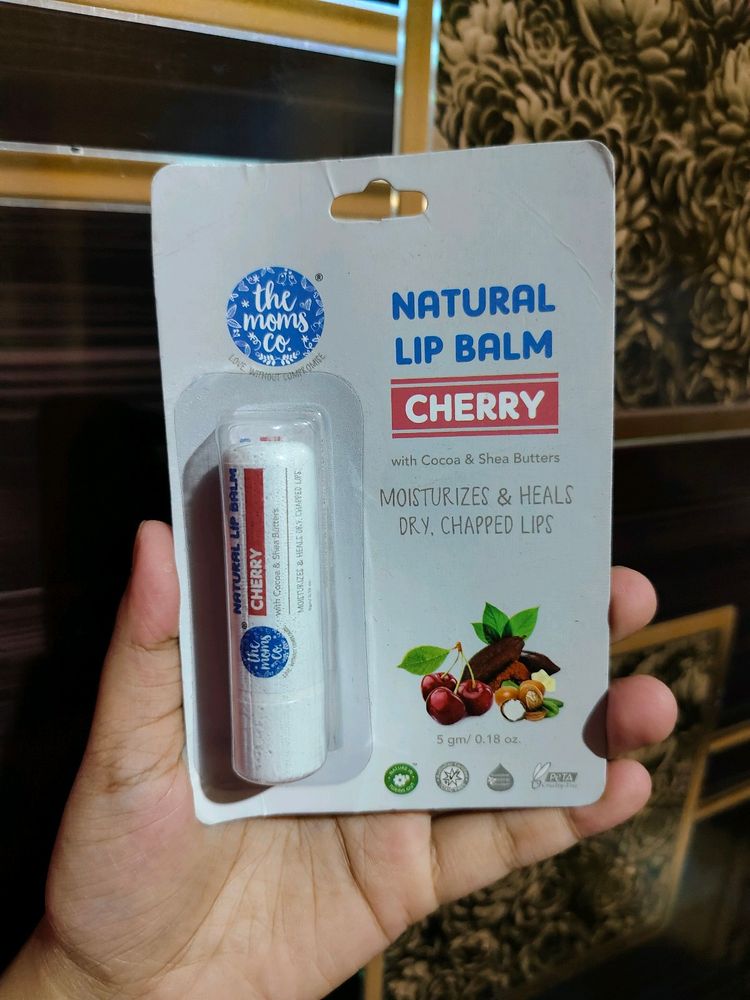 the
moms
co.
®
LOVE WITHOUT COMPROMISE
NATURAL
LIP BALM
CHERRY
with Cocoa & Shea Butters
MOISTURIZES & HEALS
DRY, CHAPPED LIPS
NATURAL LIP BALM
CHERRY
with Cocoa & Shea Butters
MOISTURIZES & HEALS DRY, CHAPPED LIPS
®
the
moms
co.
5 gm/ 0.18 oz.
PeTA